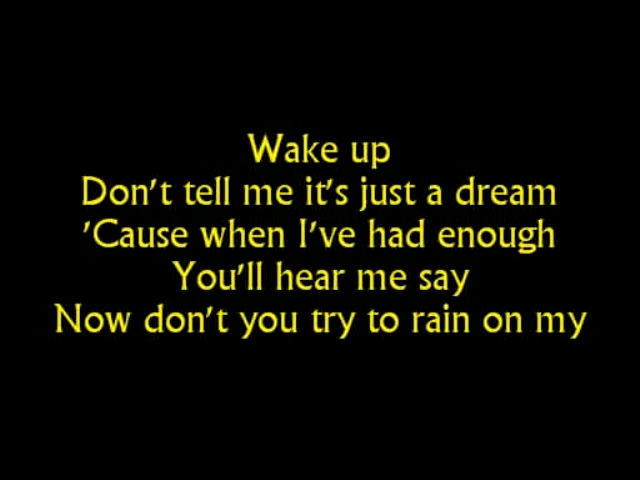 Wake up
Don't tell me it's just a dream
'Cause when I've had enough
You'll hear me say
Now don't you try to rain on my